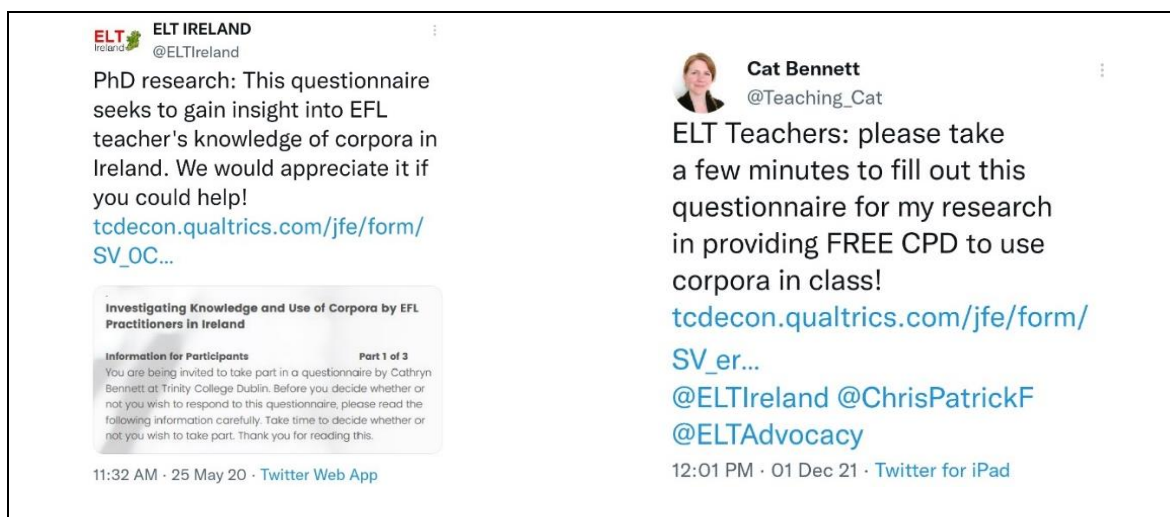 ELT
Ireland
ELT IRELAND
@ELTIreland
PhD research: This questionnaire
seeks to gain insight into EFL
teacher's knowledge of corpora in
Ireland. We would appreciate it if
you could help!
tcdecon.qualtrics.com/jfe/form/
SV_0C...
Investigating Knowledge and Use of Corpora by EFL
Practitioners in Ireland
Information for Participants Part 1 of 3
You are being invited to take part in a questionnaire by Cathryn
Bennett at Trinity College Dublin. Before you decide whether or
not you wish to respond to this questionnaire, please read the
following information carefully. Take time to decide whether or
not you wish to take part. Thank you for reading this.
11:32 AM · 25 May 20 · Twitter Web App
Cat Bennett
@Teaching_Cat
ELT Teachers: please take
a few minutes to fill out this
questionnaire for my research
in providing FREE CPD to use
corpora in class!
tcdecon.qualtrics.com/jfe/form/
SV_er...
@ELTIreland @ChrisPatrickF
@ELTAdvocacy
12:01 PM · 01 Dec 21 · Twitter for iPad